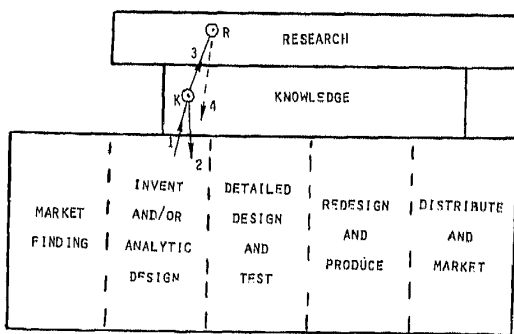 R
RESEARCH
3
K
KNOWLEDGE
4
1
2
MARKET
FINDING
INVENT
AND/OR
ANALYTIC
DESIGN
DETAILED
DESIGN
AND
TEST
REDESIGN
AND
PRODUCE
DISTRIBUTE
AND
MARKET